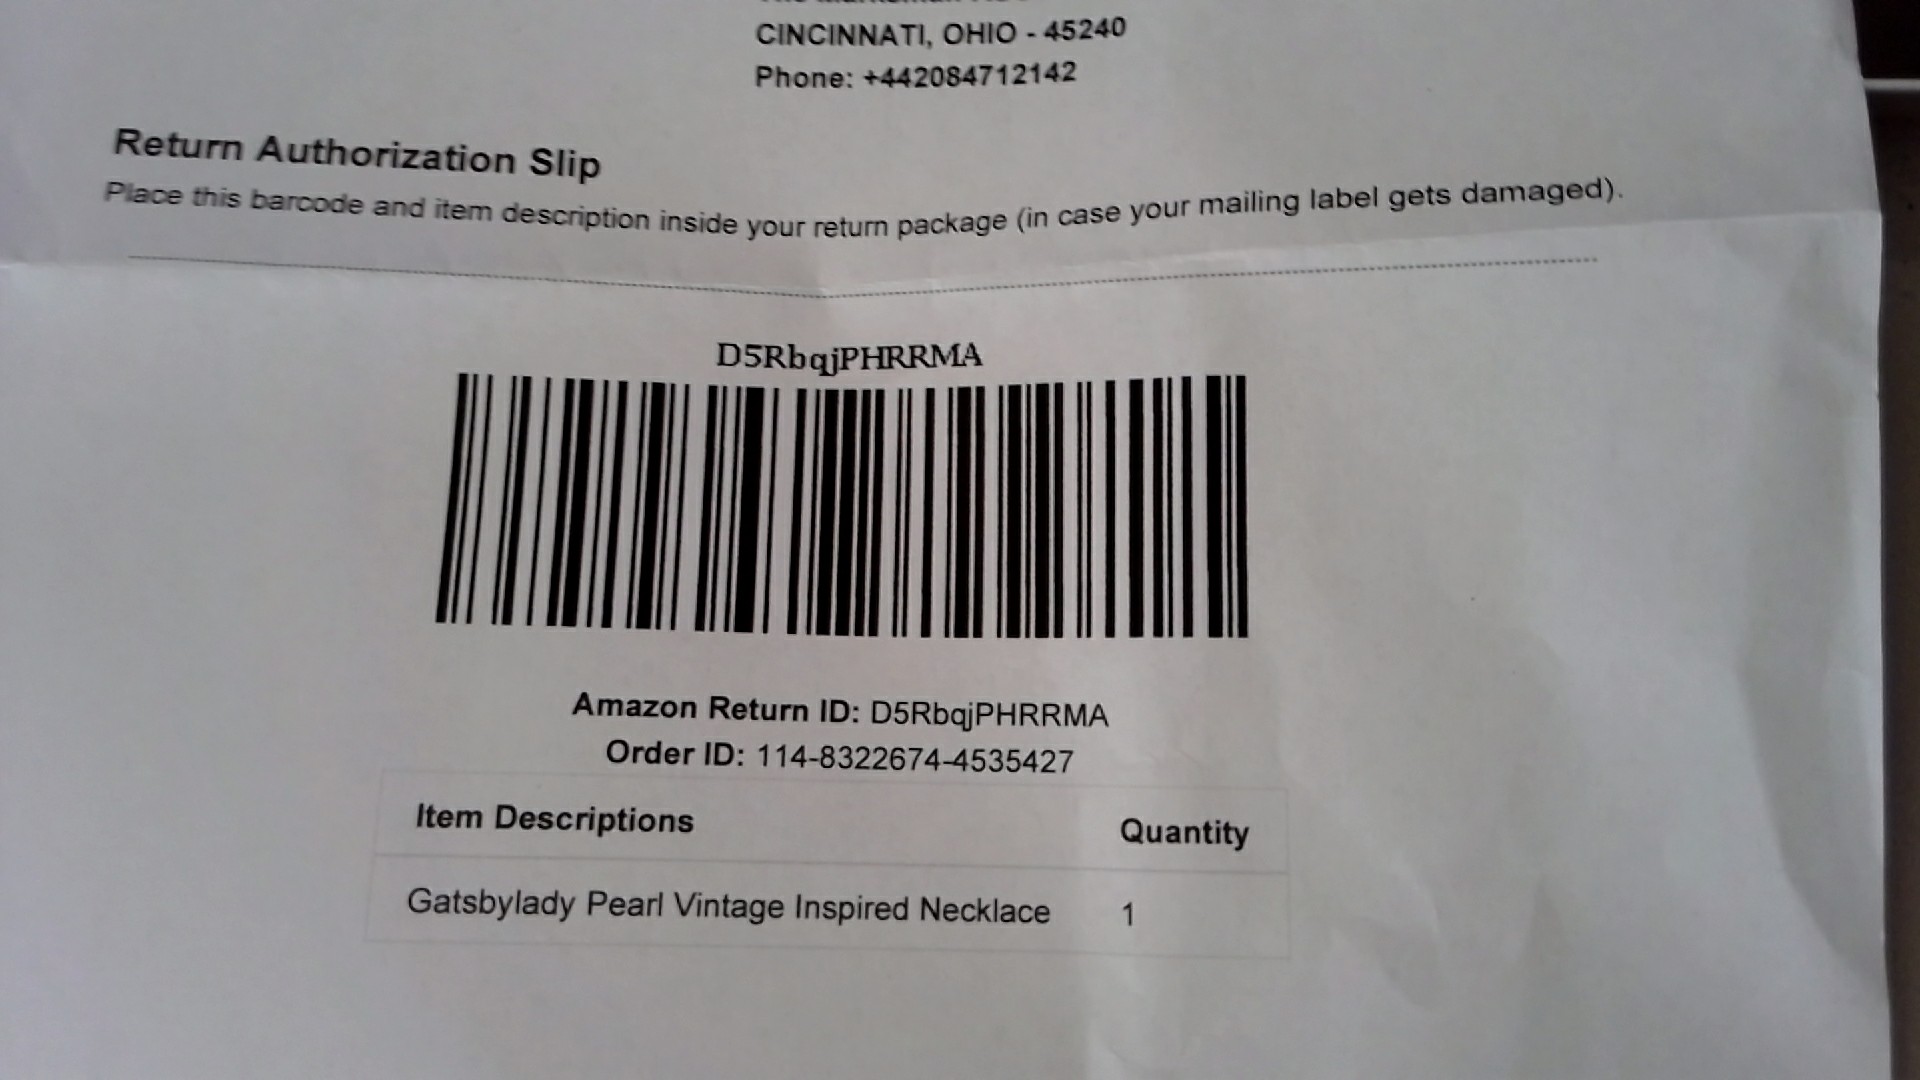 CINCINNATI, OHIO - 45240
Phone: +442084712142
Return Authorization Slip
Place this barcode and item description inside your return package (in case your mailing label gets damaged).
D5RbqjPHRRMA
Amazon Return ID: D5RbqjPHRRMA
Order ID: 114-8322674-4535427
Item Descriptions Quantity
Gatsbylady Pearl Vintage Inspired Necklace 1